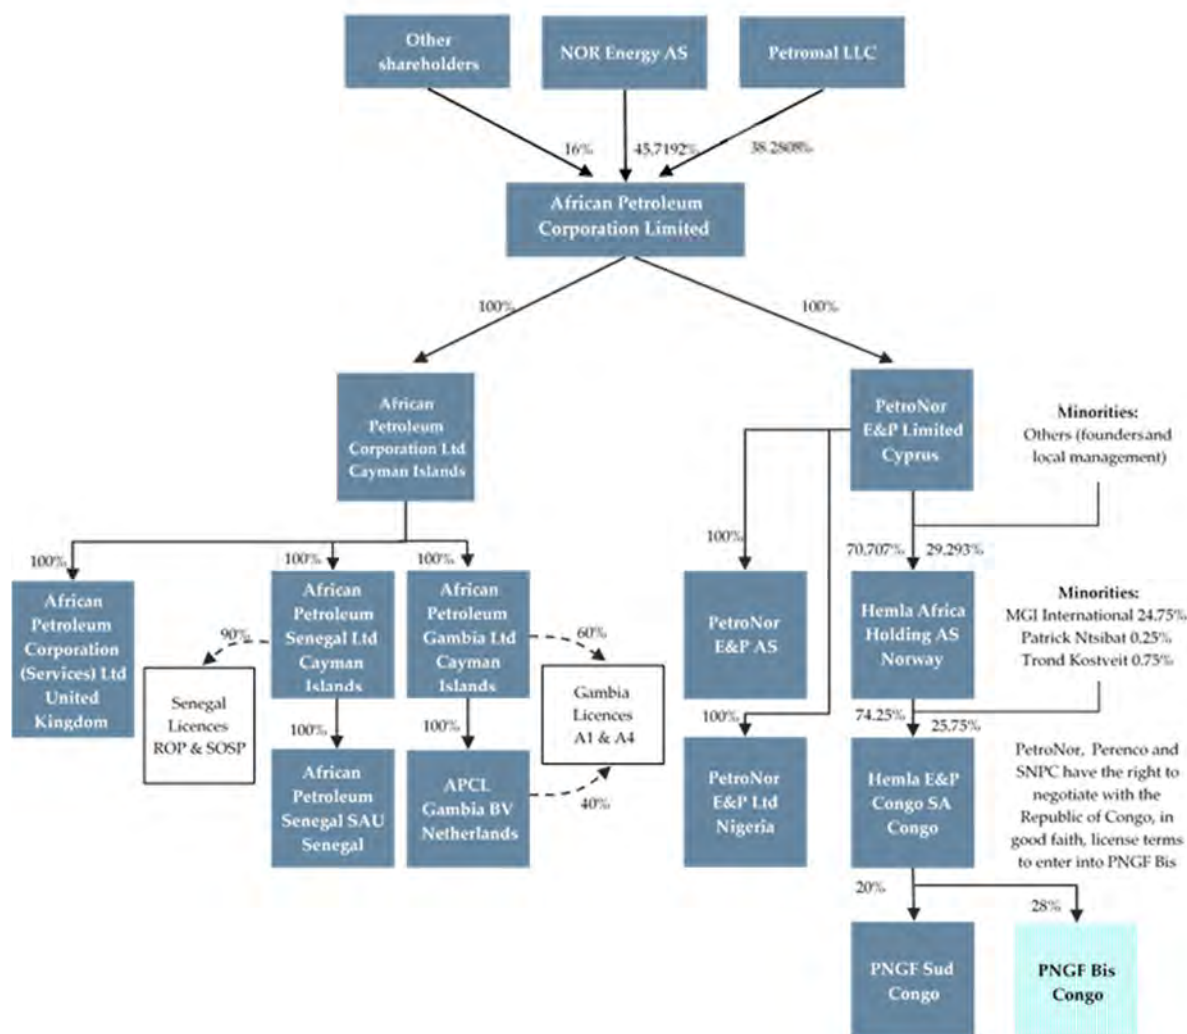 Other
shareholders
NOR Energy AS
Petromal LLC
16%
45.7192%
38.2808%
African Petroleum
Corporation Limited
100%
100%
African
Petroleum
Corporation Ltd
Cayman Islands
PetroNor
E&P Limited
Cyprus
Minorities:
Others (founders and
local management)
100%
100%
100%
100%
70.707%
29.293%
African
Petroleum
Corporation
(Services) Ltd
United
Kingdom
90%
Senegal
Licences
ROP & SOSP
African
Petroleum
Senegal Ltd
Cayman
Islands
African
Petroleum
Gambia Ltd
Cayman
Islands
60%
Gambia
Licences
A1 & A4
PetroNor
E&P AS
Hemla Africa
Holding AS
Norway
Minorities:
MGI International 24.75%
Patrick Ntsibat 0.25%
Trond Kostveit 0.75%
100%
100%
100%
74.25%
25.75%
African
Petroleum
Senegal SAU
Senegal
APCL
Gambia BV
Netherlands
40%
PetroNor
E&P Ltd
Nigeria
Hemla E&P
Congo SA
Congo
PetroNor, Perenco and
SNPC have the right to
negotiate with the
Republic of Congo, in
good faith, license terms
to enter into PNGF Bis
20%
28%
PNGF Sud
Congo
PNGF Bis
Congo